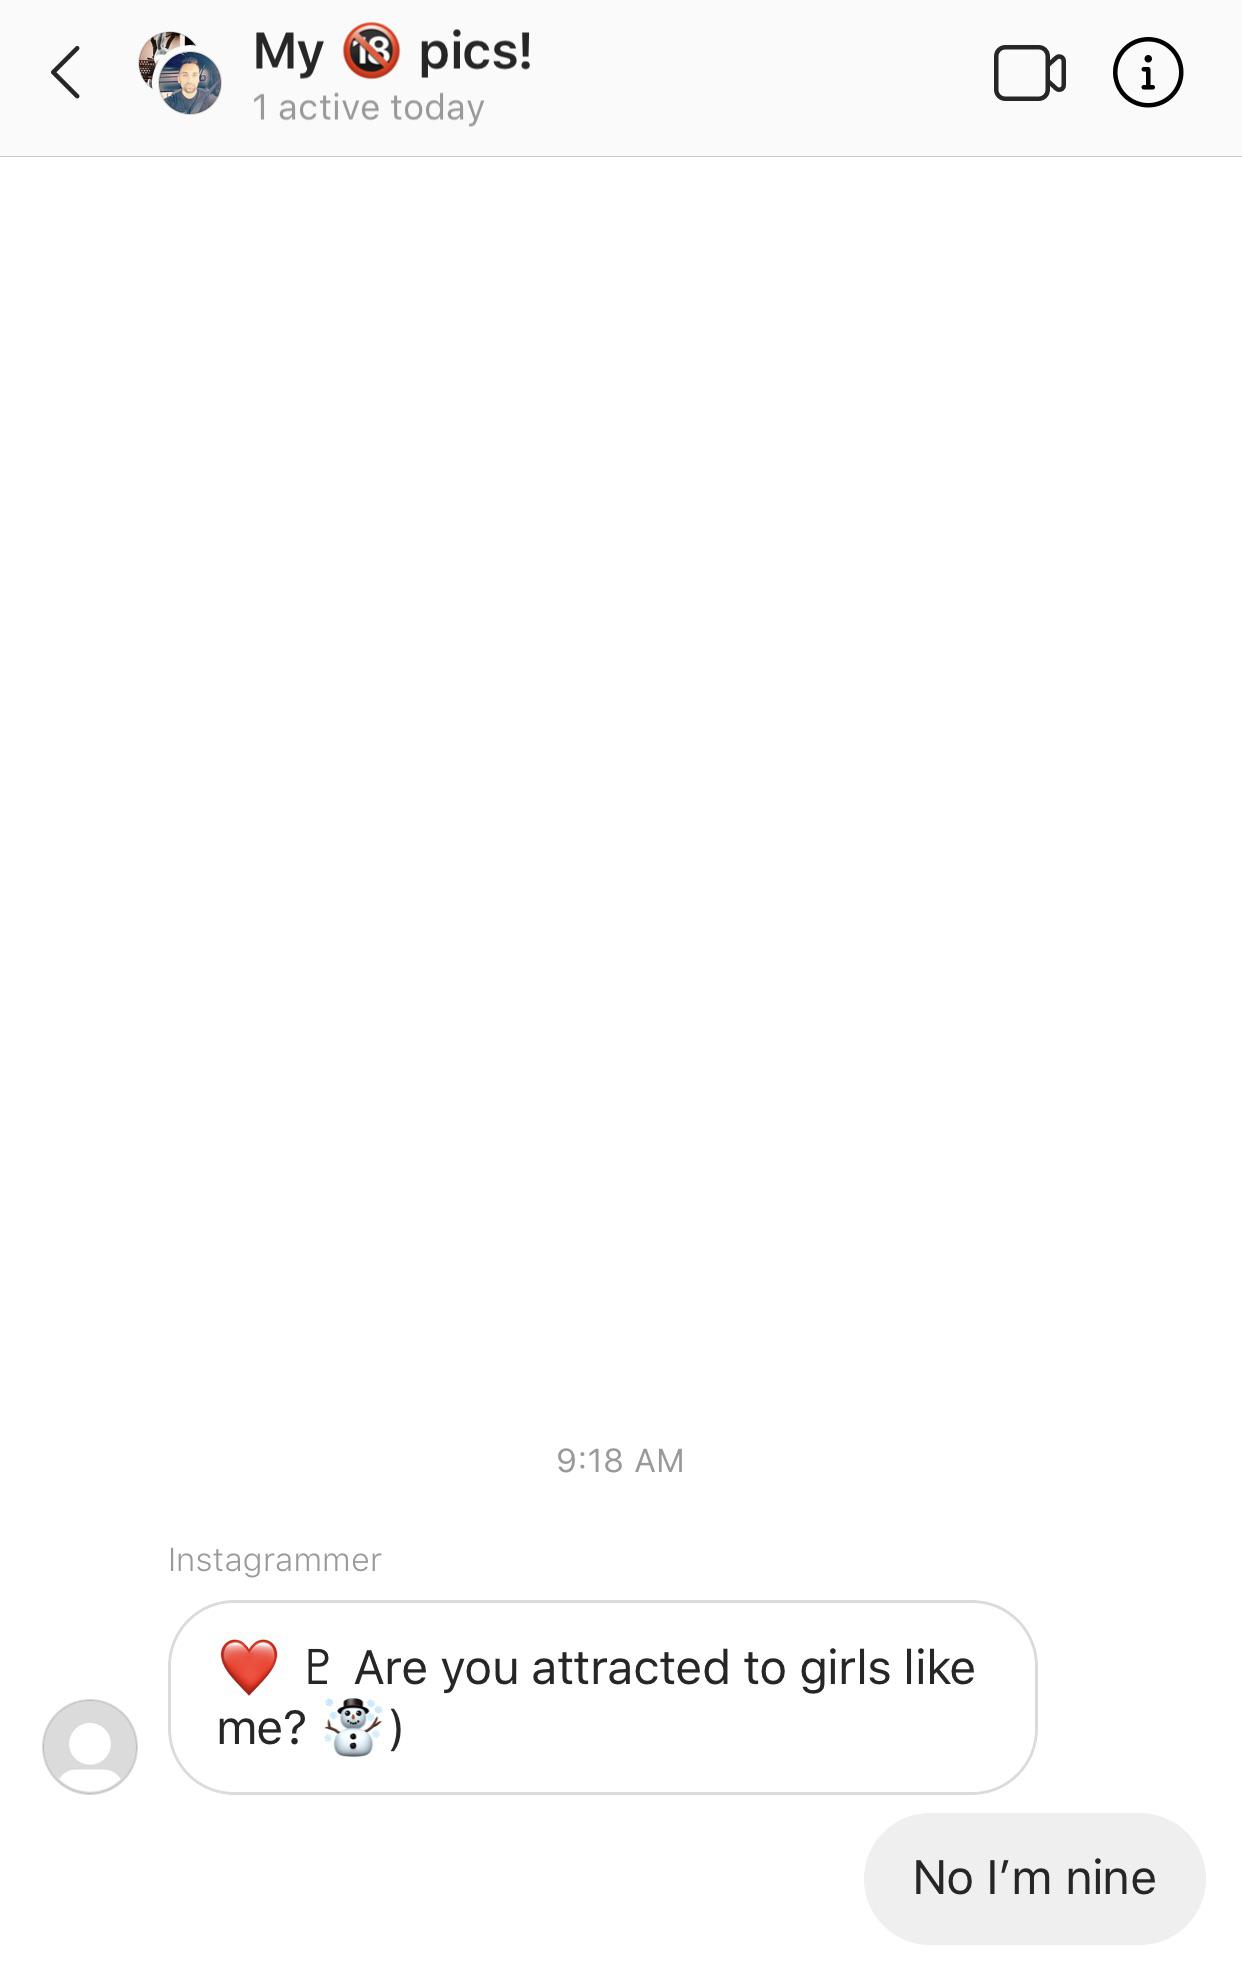 My 🔞 pics!
1 active today
9:18 AM
Instagrammer
❤️ ⚼ Are you attracted to girls like
me? ☃️)
No I’m nine